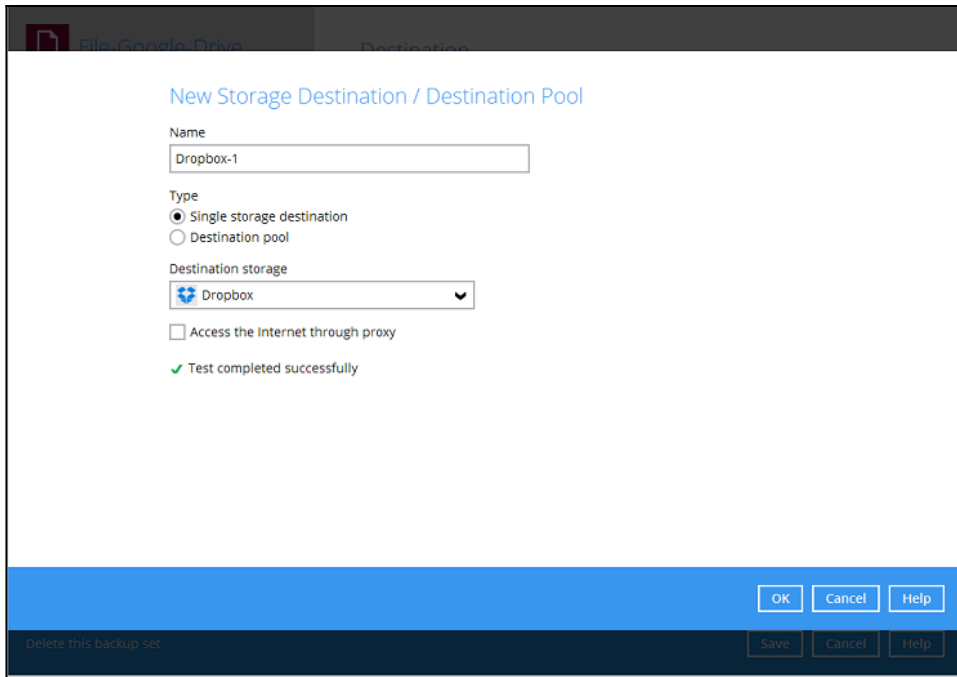 File-Google-Drive
Destination
New Storage Destination / Destination Pool
Name
Dropbox-1
Type
Single storage destination
Destination pool
Destination storage
Dropbox
Access the Internet through proxy
Test completed successfully
OK Cancel Help
Delete this backup set Save Cancel Help